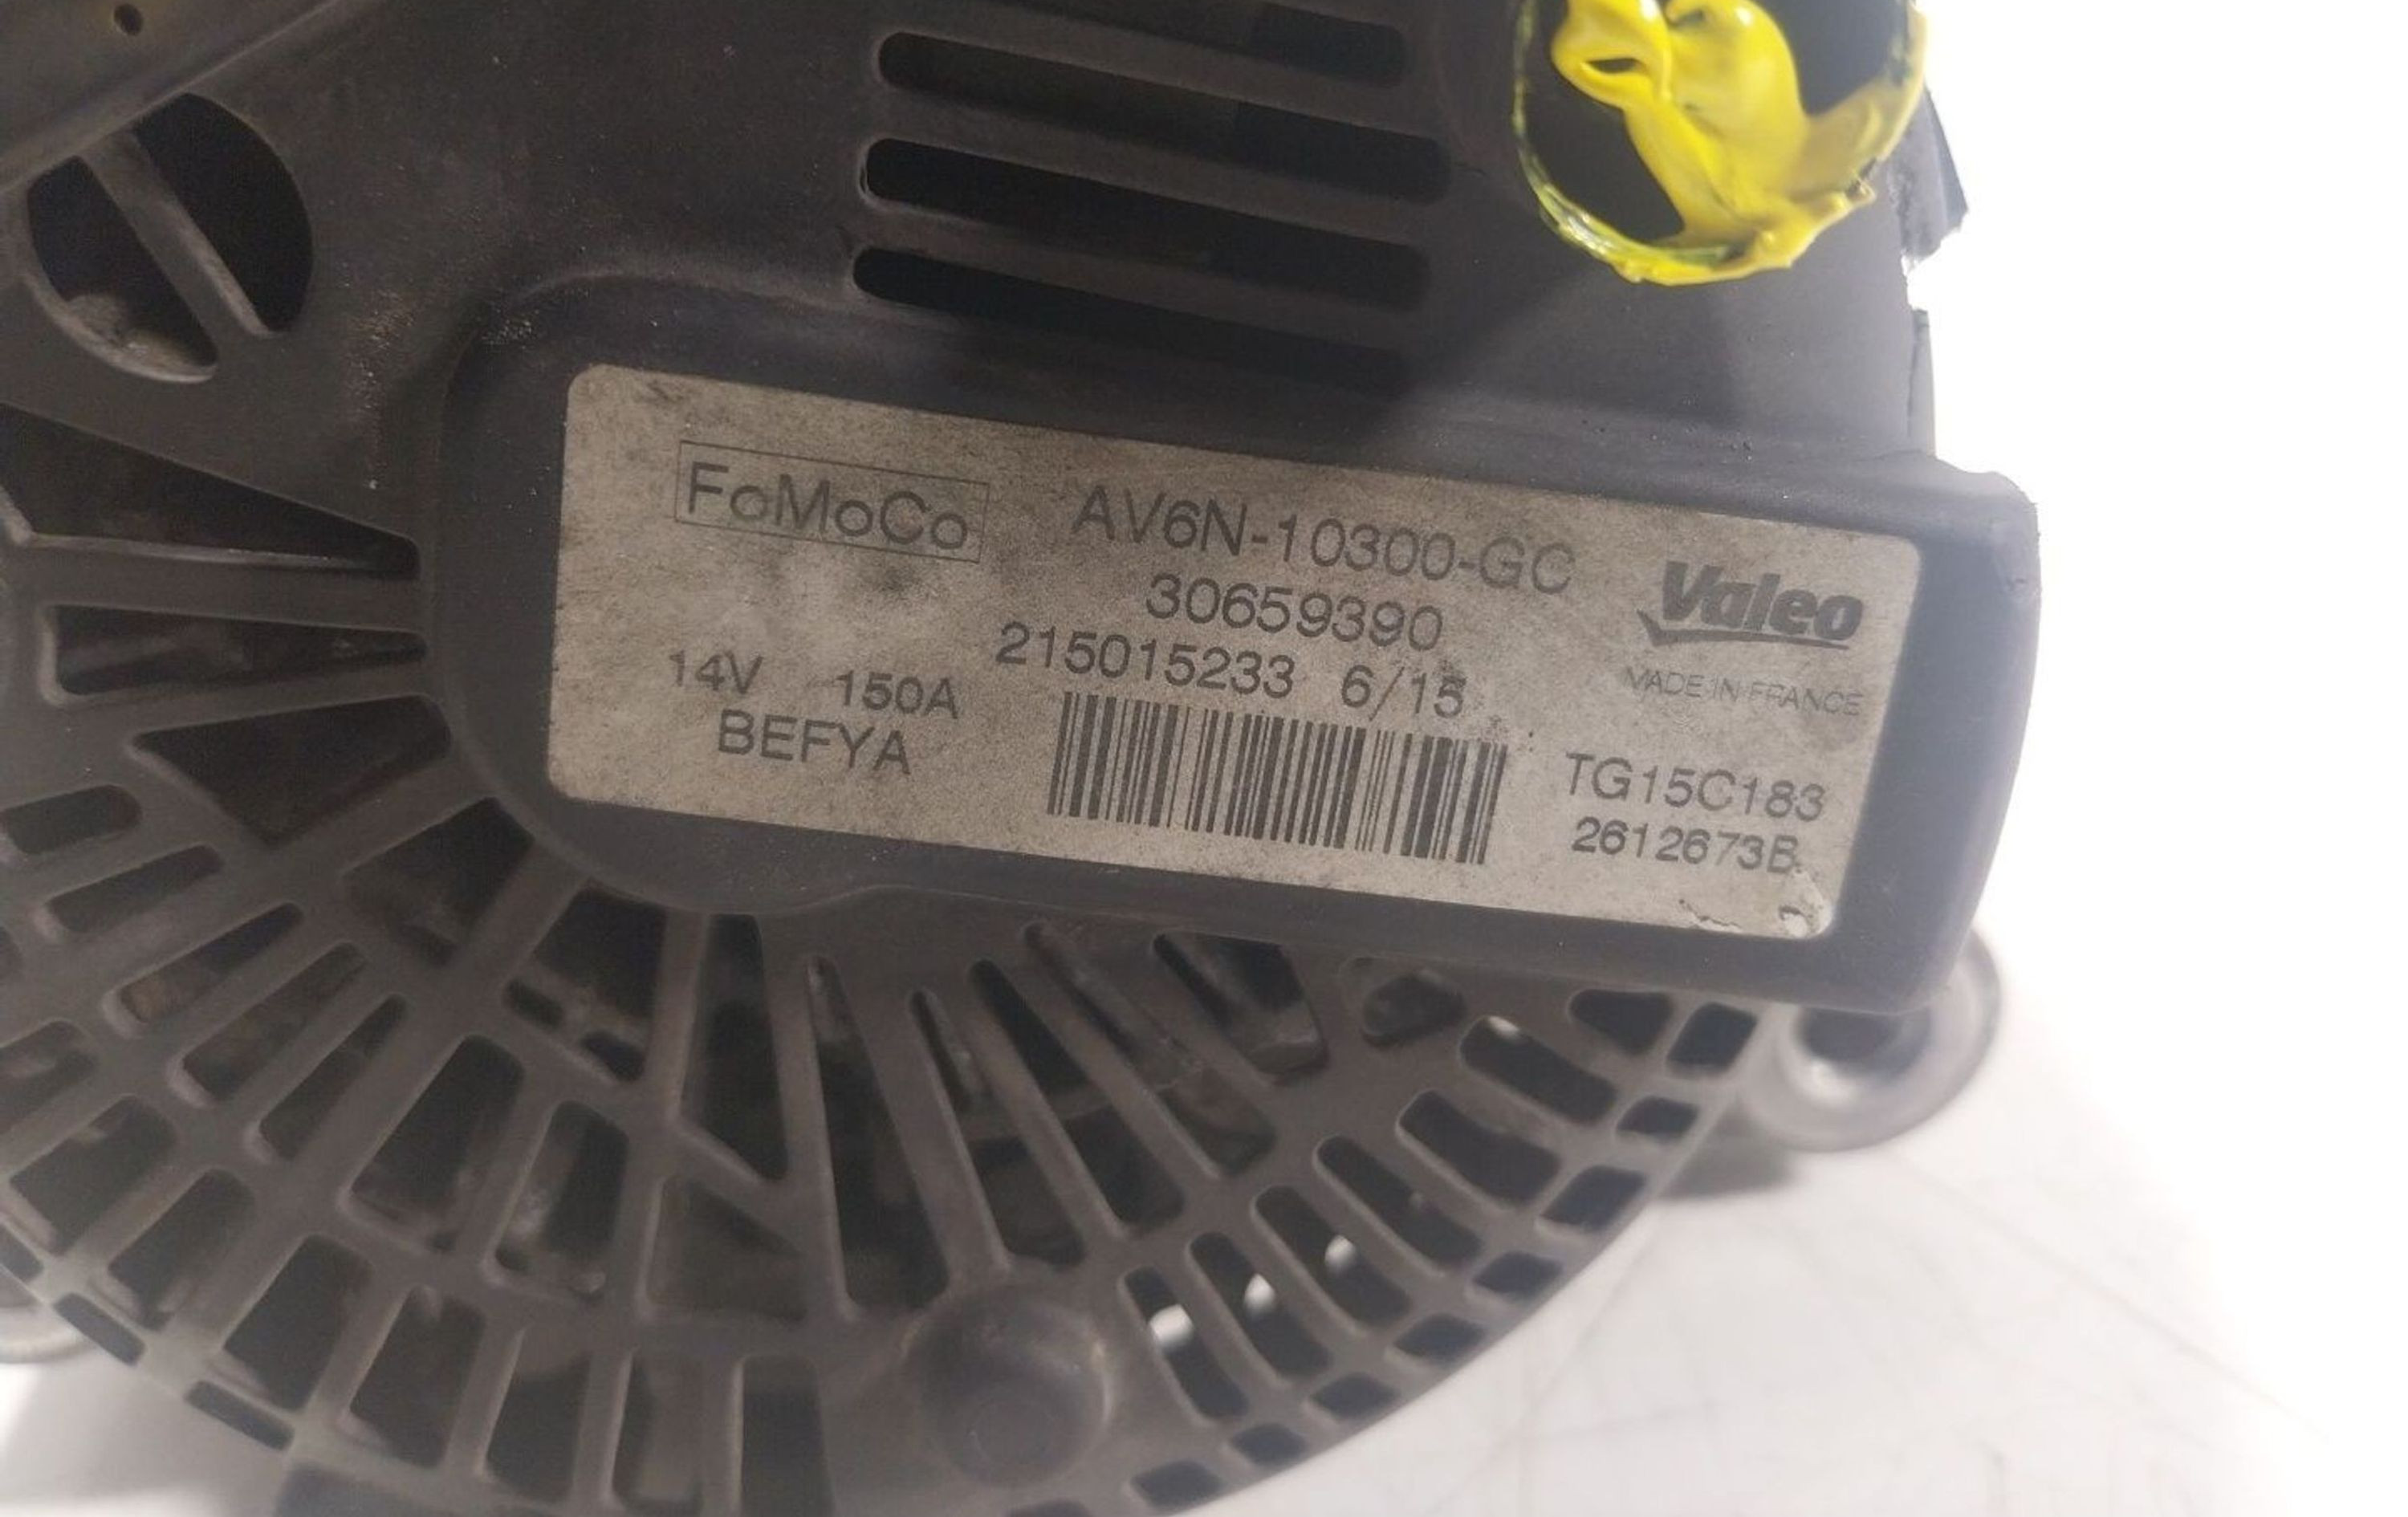 FoMoCo
AV6N-10300-GC
30659390
215015233 6/15
14V 150A
BEFYA
Valeo
MADE IN FRANCE
TG15C183
2612673B